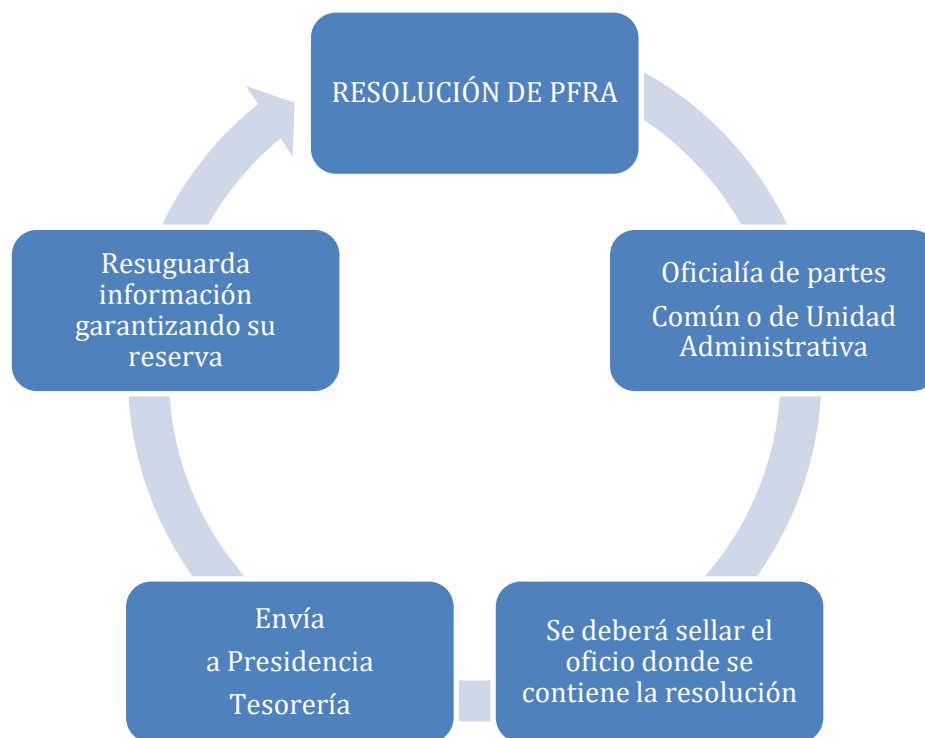 RESOLUCIÓN DE PFRA
Oficialía de partes
Común o de Unidad
Administrativa
Se deberá sellar el
oficio donde se
contiene la resolución
Envía
a Presidencia
Tesorería
Resuguarda
información
garantizando su
reserva